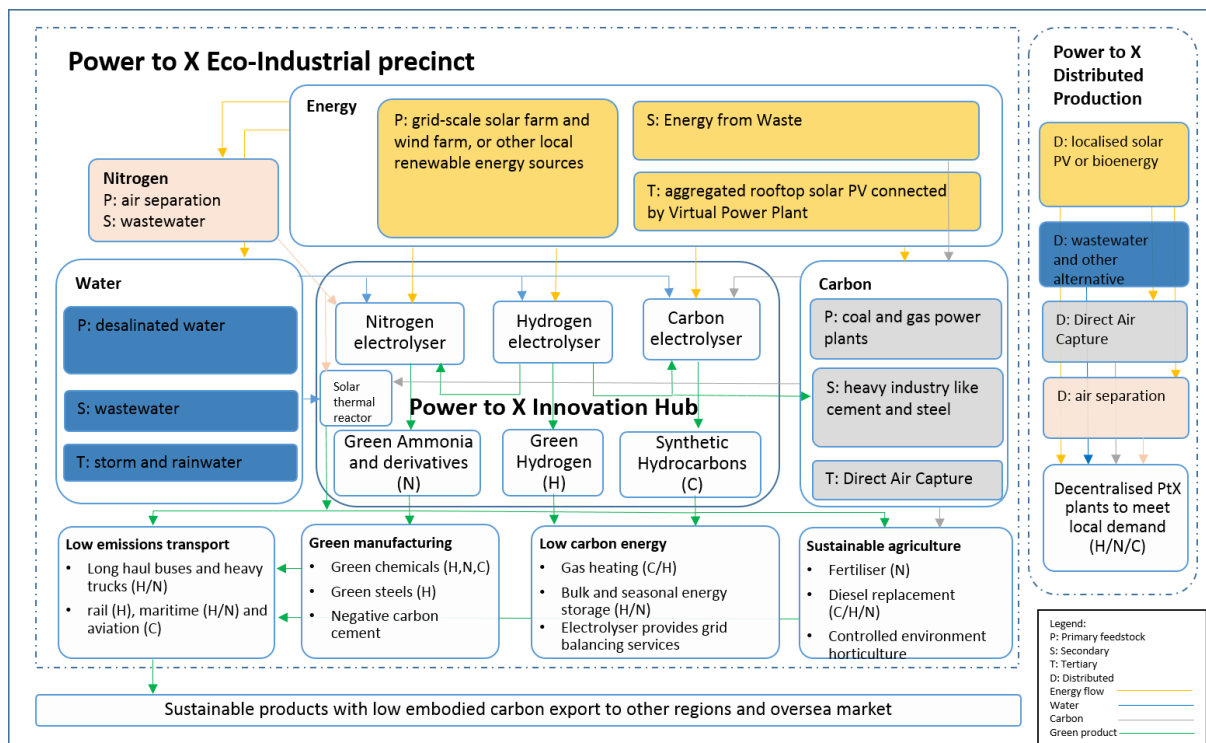 Power to X Eco-Industrial precinct
Energy
P: grid-scale solar farm and
wind farm, or other local
renewable energy sources
S: Energy from Waste
T: aggregated rooftop solar PV connected
by Virtual Power Plant
Nitrogen
P: air separation
S: wastewater
Water
P: desalinated water
S: wastewater
T: storm and rainwater
Nitrogen
electrolyser
Hydrogen
electrolyser
Carbon
electrolyser
Solar
thermal
reactor
Power to X Innovation Hub
Green Ammonia
and derivatives
(N)
Green
Hydrogen
(H)
Synthetic
Hydrocarbons
(C)
Carbon
P: coal and gas power
plants
S: heavy industry like
cement and steel
T: Direct Air Capture
Low emissions transport
• Long haul buses and heavy
trucks (H/N)
• rail (H), maritime (H/N) and
aviation (C)
Green manufacturing
• Green chemicals (H,N,C)
• Green steels (H)
• Negative carbon
cement
Low carbon energy
• Gas heating (C/H)
• Bulk and seasonal energy
storage (H/N)
• Electrolyser provides grid
balancing services
Sustainable agriculture
• Fertiliser (N)
• Diesel replacement
(C/H/N)
• Controlled environment
horticulture
Sustainable products with low embodied carbon export to other regions and oversea market
Power to X
Distributed
Production
D: localised solar
PV or bioenergy
D: wastewater
and other
alternative
D: Direct Air
Capture
D: air separation
Decentralised PtX
plants to meet
local demand
(H/N/C)
Legend:
P: Primary feedstock
S: Secondary
T: Tertiary
D: Distributed
Energy flow
Water
Carbon
Green product